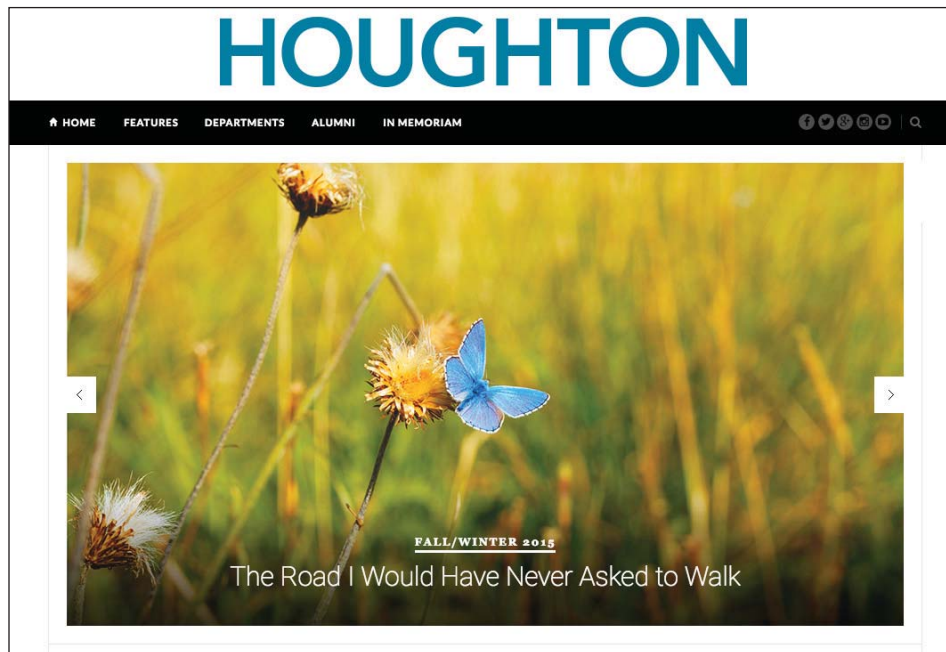 HOUGHTON
HOME FEATURES DEPARTMENTS ALUMNI IN MEMORIAM
FALL/WINTER 2015
The Road I Would Have Never Asked to Walk